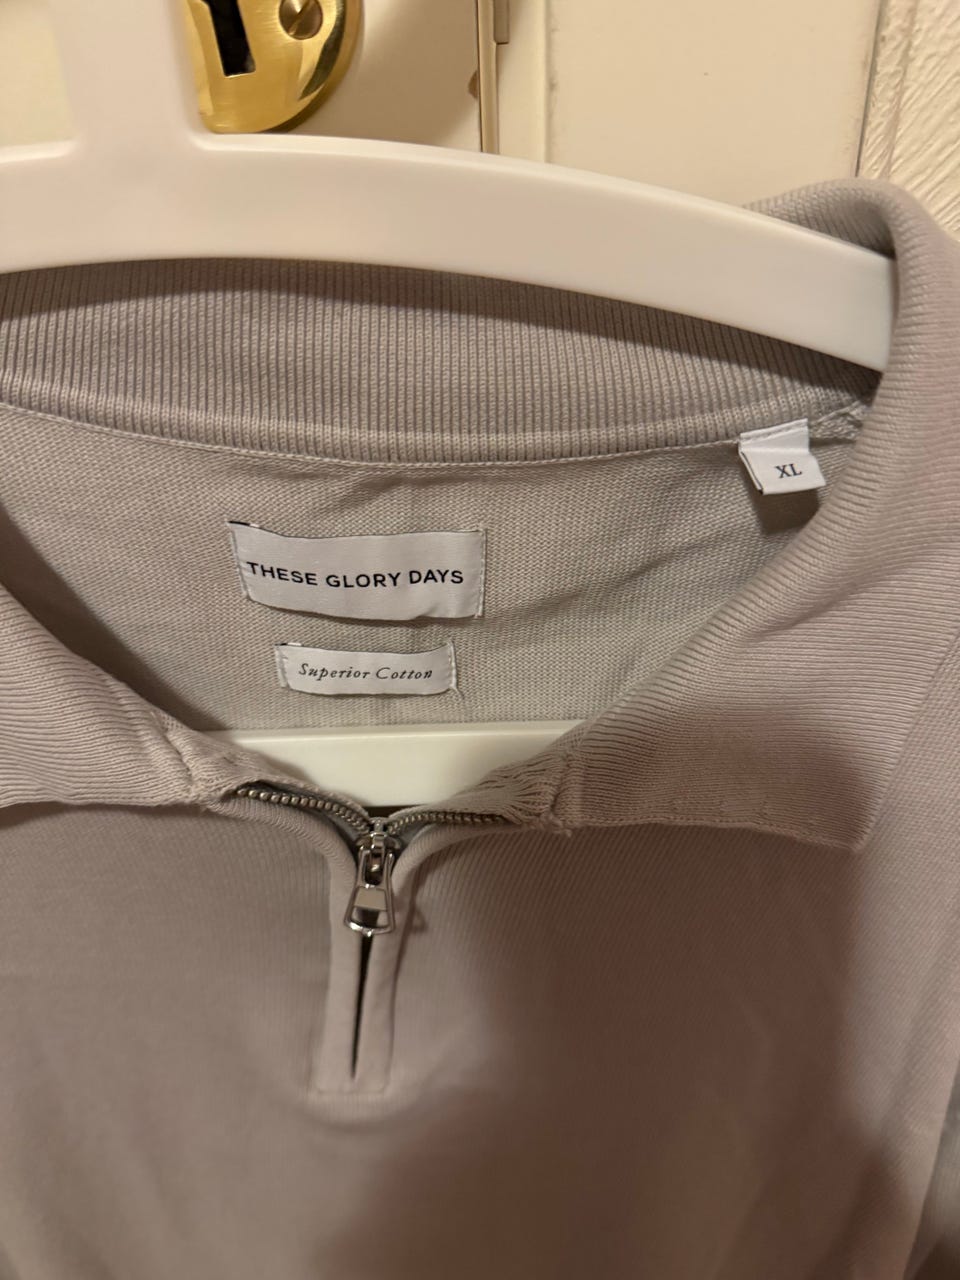 XL
THESE GLORY DAYS
Superior Cotton